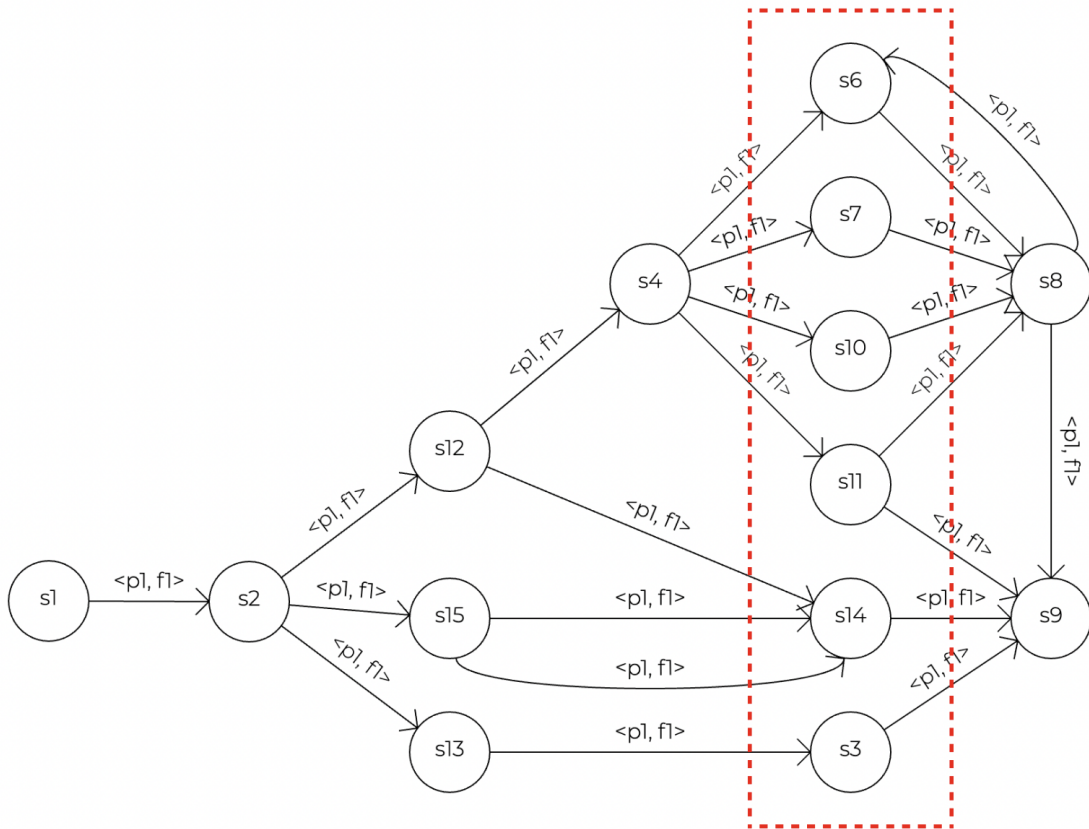 s6
<p1, f1>
<p1, f1>
<p1, f1>
s7
<p1, f1>
<p1, f1>
s4
s8
<p1, f1>
<p1, f1>
s10
<p1, f1>
<p1, f1>
<p1, f1>
s12
<p1, f1>
s11
<p1, f1>
<p1, f1>
<p1, f1>
s1
<p1, f1>
s2
<p1, f1>
s15
<p1, f1>
s14
<p1, f1>
s9
<p1, f1>
<p1, f1>
<p1, f1>
s13
<p1, f1>
s3